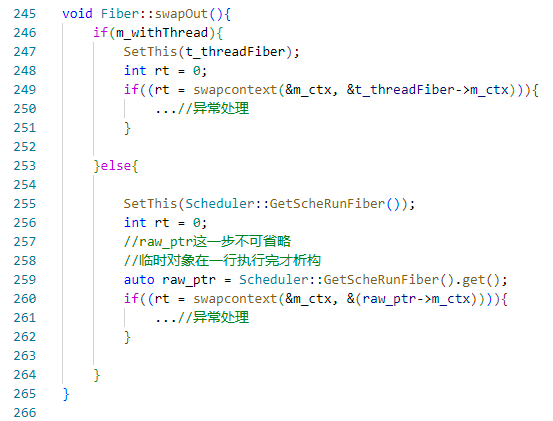 245 void Fiber::swapOut(){
246     if(m_withThread){
247         SetThis(t_threadFiber);
248         int rt = 0;
249         if((rt = swapcontext(&m_ctx, &t_threadFiber->m_ctx))){
250             ...//异常处理
251         }
252
253     }else{
254
255         SetThis(Scheduler::GetScheRunFiber());
256         int rt = 0;
257         //raw_ptr这一步不可省略
258         //临时对象在一行执行完才析构
259         auto raw_ptr = Scheduler::GetScheRunFiber().get();
260         if((rt = swapcontext(&m_ctx, &(raw_ptr->m_ctx)))){
261             ...//异常处理
262         }
263
264     }
265 }
266